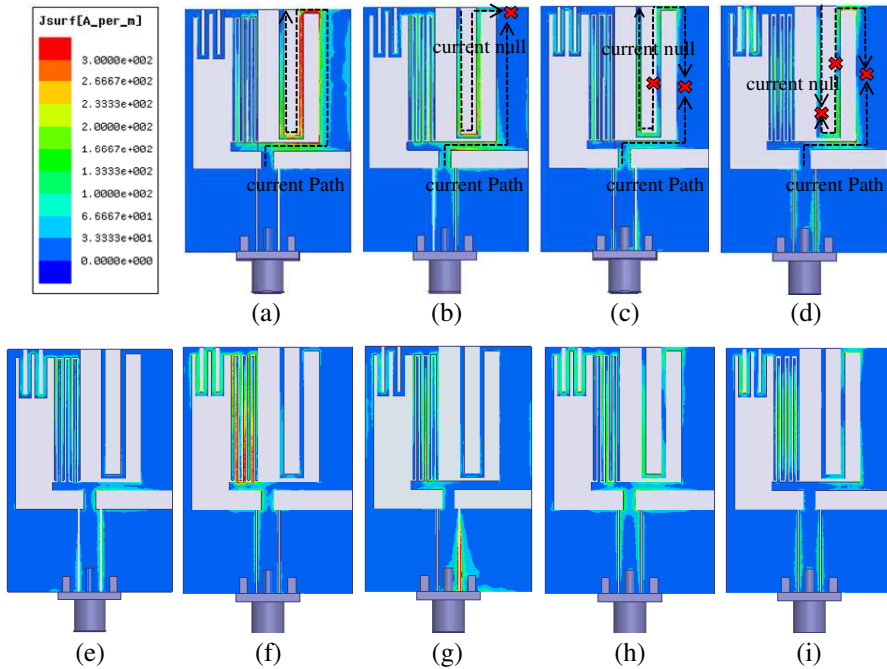 Jsurf[A_per_m]
3.0000e+002
2.6667e+002
2.3333e+002
2.0000e+002
1.6667e+002
1.3333e+002
1.0000e+002
6.6667e+001
3.3333e+001
0.0000e+000
current null
current null
current null
current Path
current Path
current Path
current Path
(a)
(b)
(c)
(d)
(e)
(f)
(g)
(h)
(i)